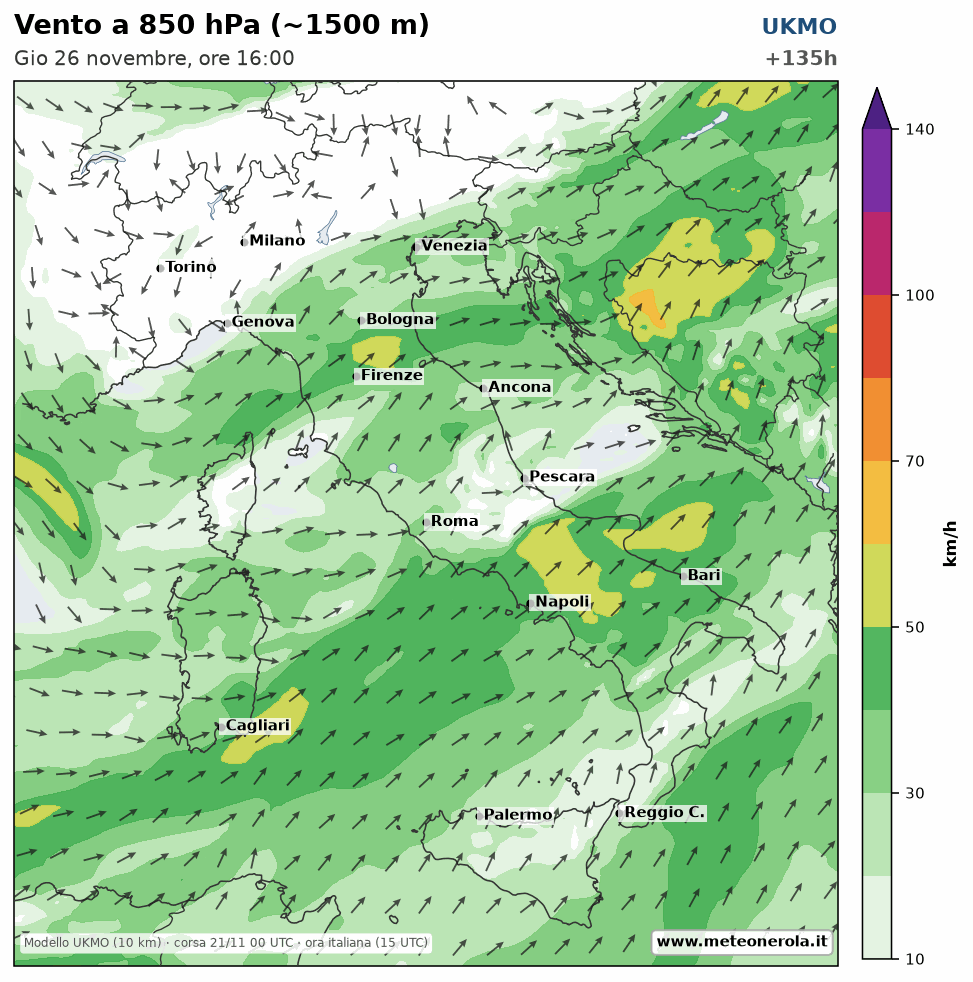 Vento a 850 hPa (~1500 m)
UKMO
Gio 26 novembre, ore 16:00
+135h
Milano
Venezia
Torino
Genova
Bologna
Firenze
Ancona
Pescara
Roma
Bari
Napoli
Cagliari
Palermo
Reggio C.
140
100
70
50
30
10
km/h
Modello UKMO (10 km) · corsa 21/11 00 UTC · ora italiana (15 UTC)
www.meteonerola.it